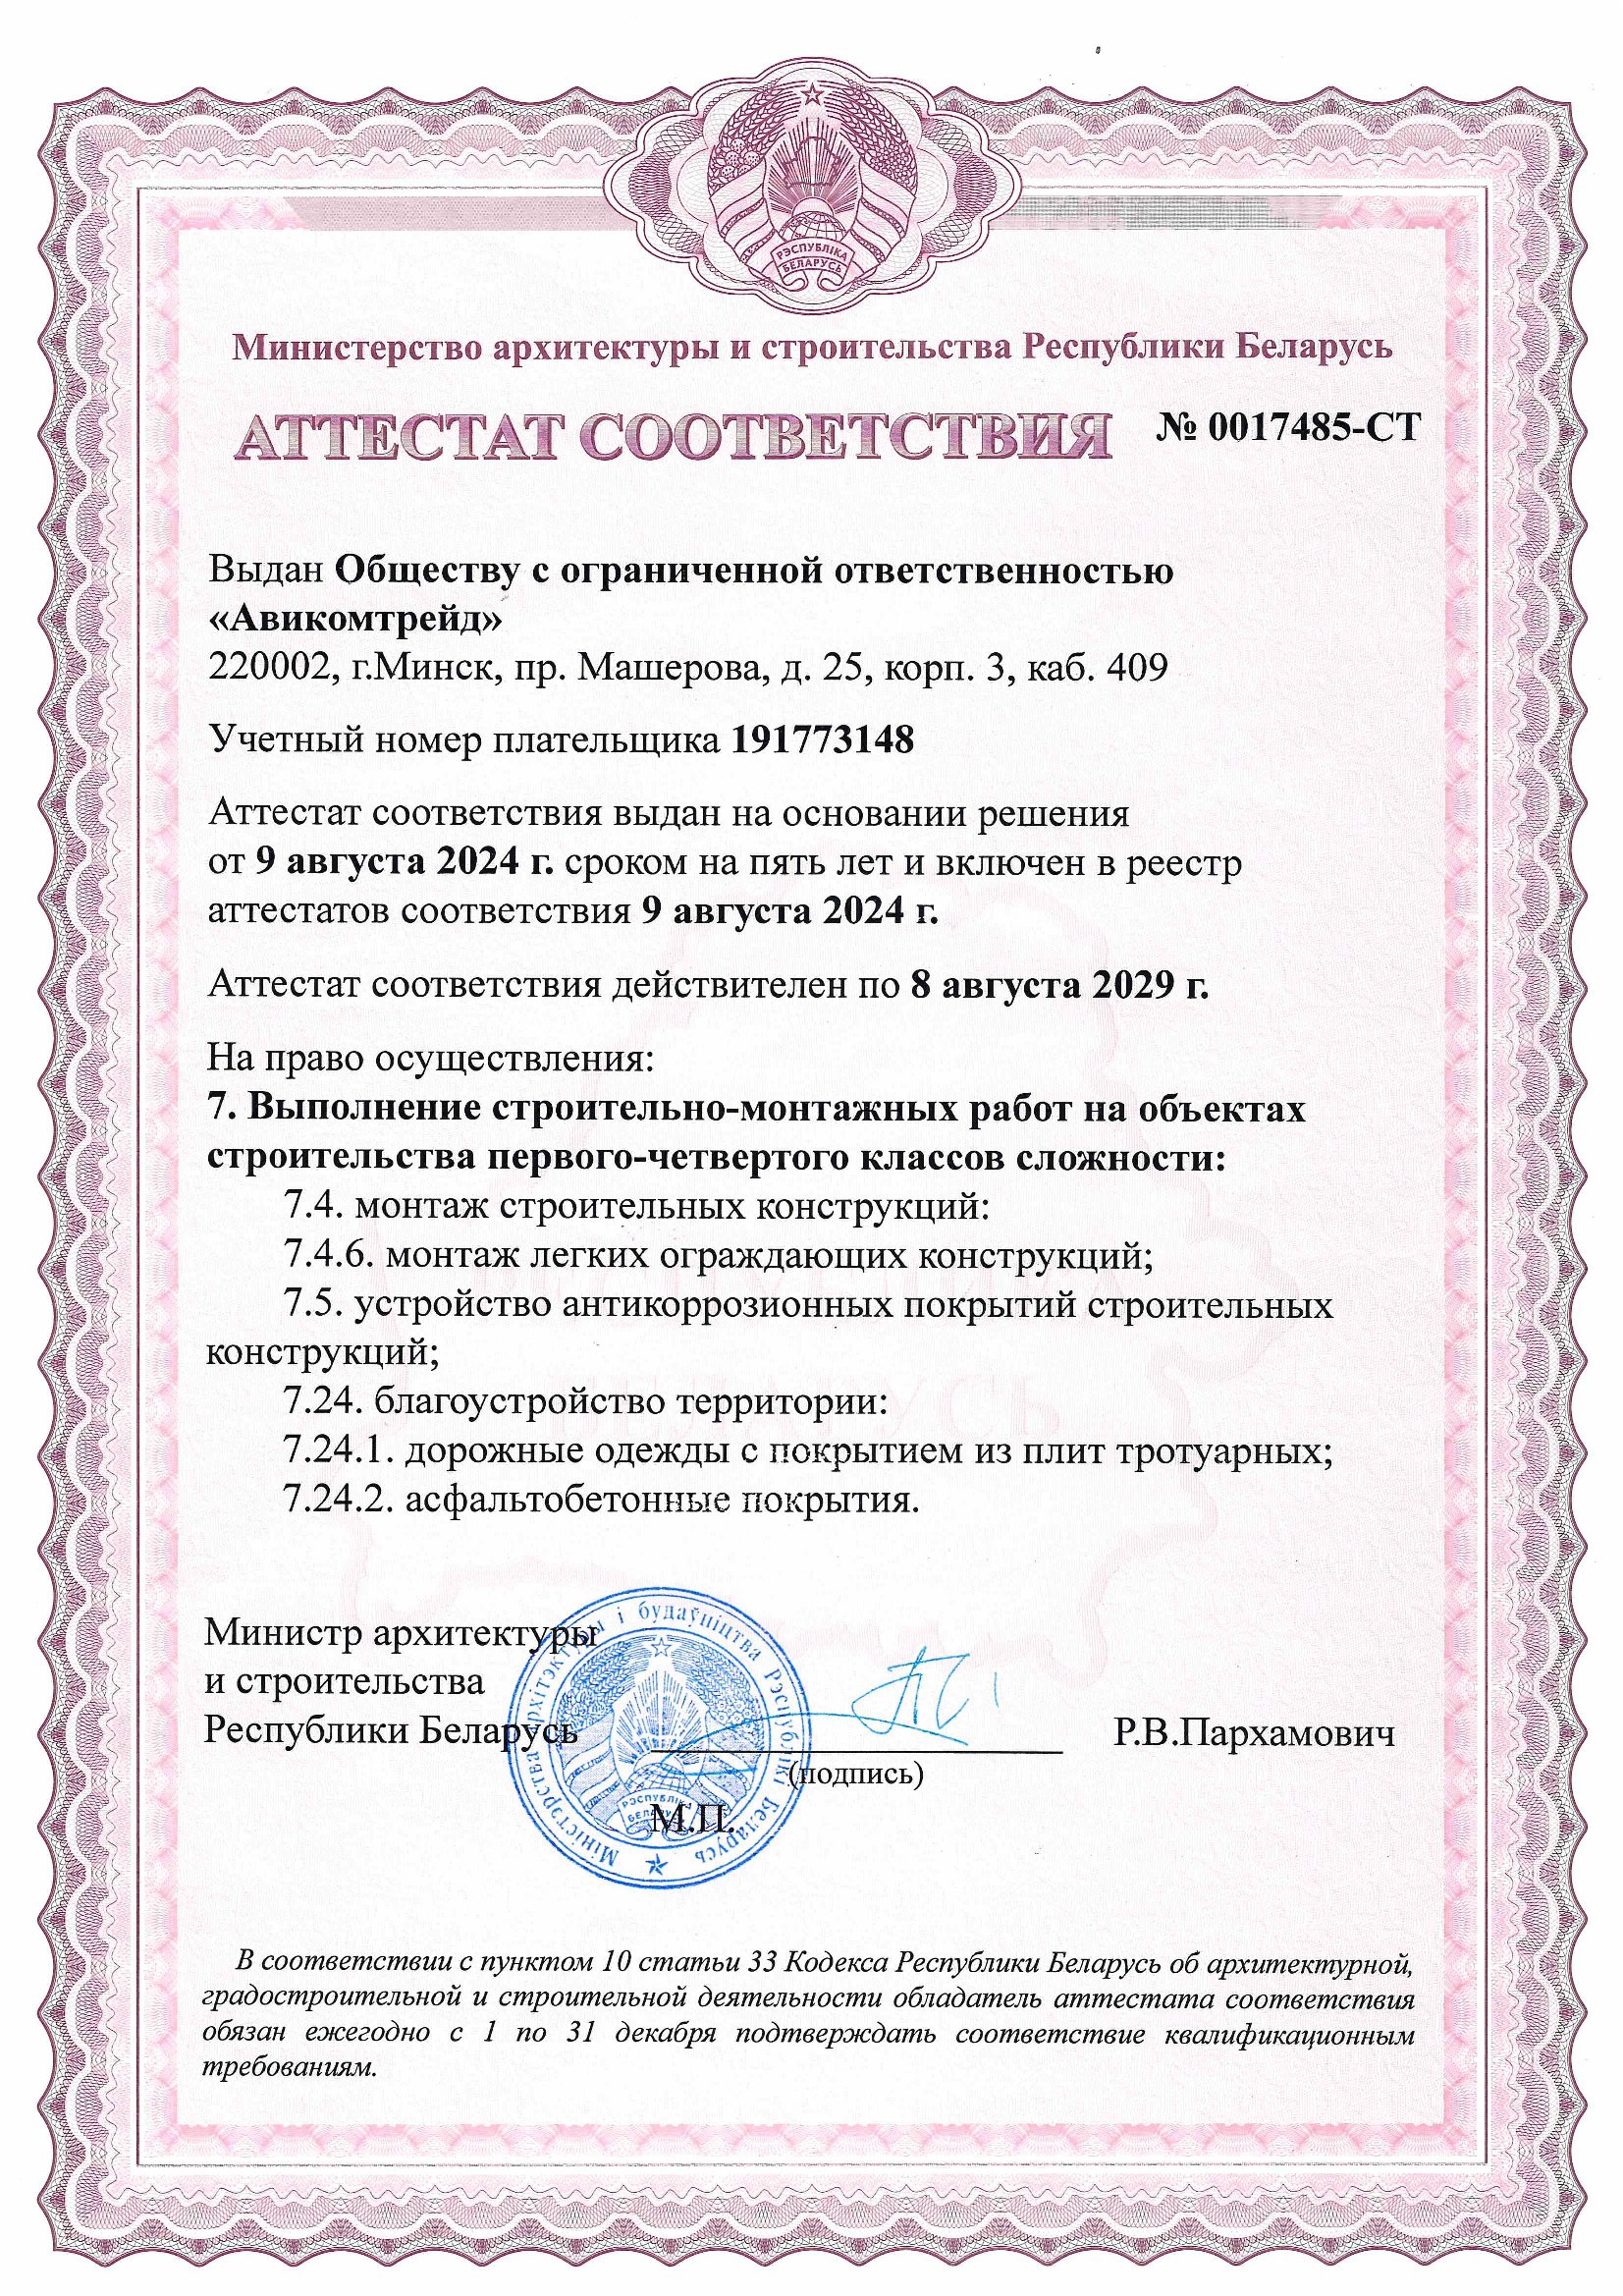 РЭСПУБЛІКА
БЕЛАРУСЬ
Министерство архитектуры и строительства Республики Беларусь
АТТЕСТАТ СООТВЕТСТВИЯ № 0017485-СТ
Выдан Обществу с ограниченной ответственностью
«Авикомтрейд»
220002, г.Минск, пр. Машерова, д. 25, корп. 3, каб. 409
Учетный номер плательщика 191773148
Аттестат соответствия выдан на основании решения
от 9 августа 2024 г. сроком на пять лет и включен в реестр
аттестатов соответствия 9 августа 2024 г.
Аттестат соответствия действителен по 8 августа 2029 г.
На право осуществления:
7. Выполнение строительно-монтажных работ на объектах
строительства первого-четвертого классов сложности:
7.4. монтаж строительных конструкций:
7.4.6. монтаж легких ограждающих конструкций;
7.5. устройство антикоррозионных покрытий строительных
конструкций;
7.24. благоустройство территории:
7.24.1. дорожные одежды с покрытием из плит тротуарных;
7.24.2. асфальтобетонные покрытия.
Министр архитектуры
и строительства
Республики Беларусь
Р.В.Пархамович
(подпись)
М.П.
Міністэрства архітэктуры і будаўніцтва Рэспублікі Беларусь
РЭСПУБЛІКА
БЕЛАРУСЬ
В соответствии с пунктом 10 статьи 33 Кодекса Республики Беларусь об архитектурной,
градостроительной и строительной деятельности обладатель аттестата соответствия
обязан ежегодно с 1 по 31 декабря подтверждать соответствие квалификационным
требованиям.